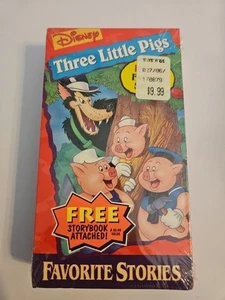 Disney
Three Little Pigs
$9.99
FREE
STORYBOOK
ATTACHED!
FAVORITE STORIES